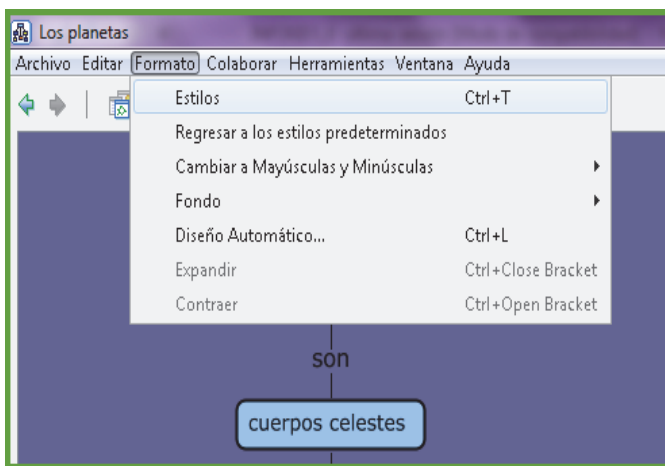 Los planetas
Archivo Editar Formato Colaborar Herramientas Ventana Ayuda
Estilos Ctrl+T
Regresar a los estilos predeterminados
Cambiar a Mayúsculas y Minúsculas
Fondo
Diseño Automático... Ctrl+L
Expandir Ctrl+Close Bracket
Contraer Ctrl+Open Bracket
son
cuerpos celestes